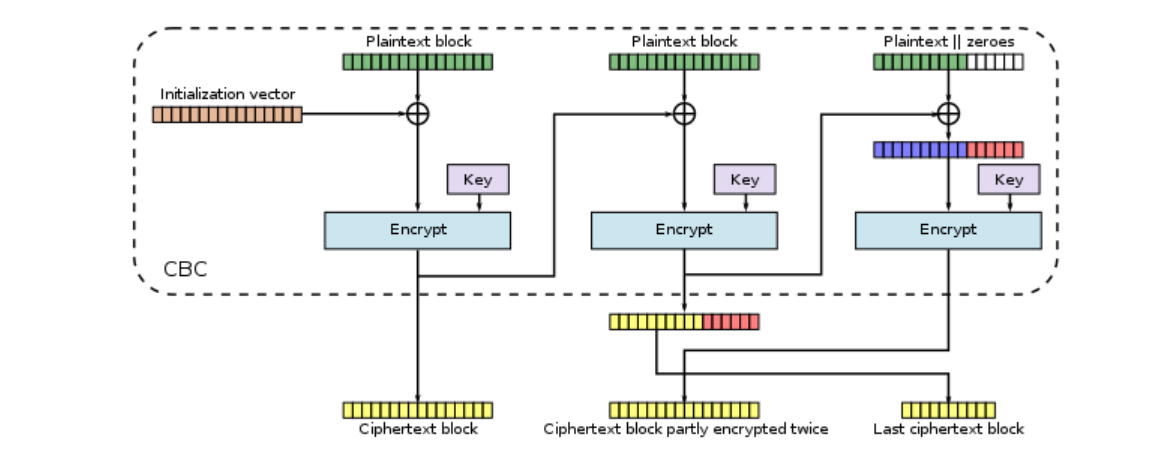 Plaintext block
Plaintext block
Plaintext || zeroes
Initialization vector
Key
Key
Key
Encrypt
Encrypt
Encrypt
CBC
Ciphertext block
Ciphertext block partly encrypted twice
Last ciphertext block